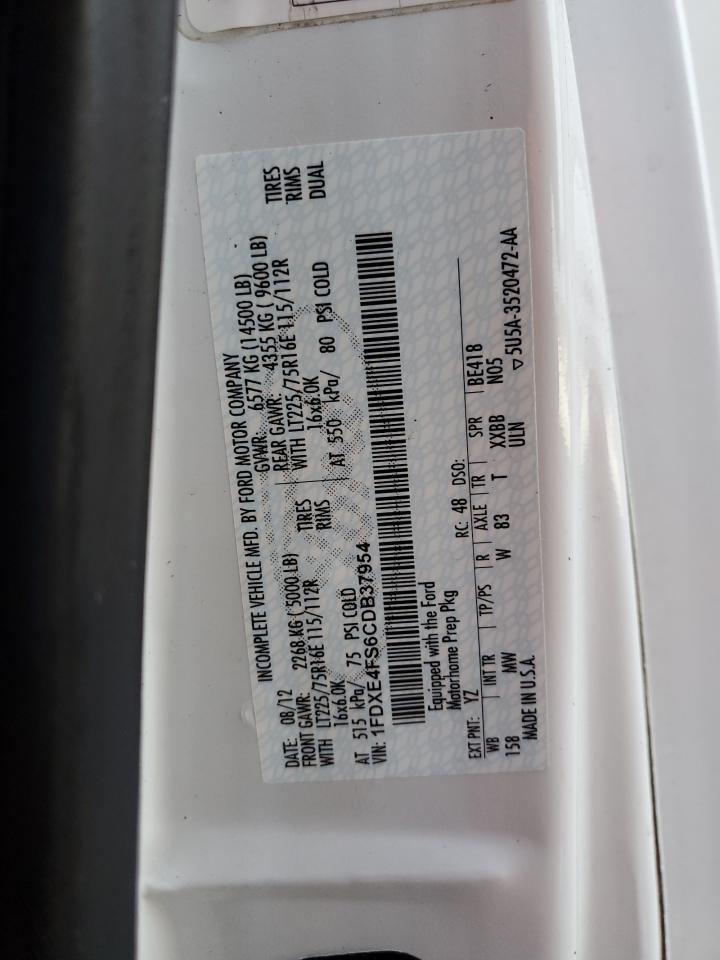 INCOMPLETE VEHICLE MFD. BY FORD MOTOR COMPANY
DATE: 08/12 GVWR: 6577 KG (14500 LB)
FRONT GAWR: 2268 KG ( 5000 LB) REAR GAWR: 4355 KG ( 9600 LB)
WITH LT225/75R16E 115/112R TIRES WITH LT225/75R16E 115/112R TIRES
16x6.0K RIMS 16x6.0K RIMS
AT 515 kPa/ 75 PSI COLD AT 550 kPa/ 80 PSI COLD DUAL
VIN: 1FDXE4FS6CDB37954
Equipped with the Ford
Motorhome Prep Pkg
EXT PNT: YZ RC: 48 DSO:
WB INT TR TP/PS R AXLE TR SPR BE41B
158 MW W 83 T XXBB N05
MADE IN U.S.A. ULN
▽5U5A-3520472-AA